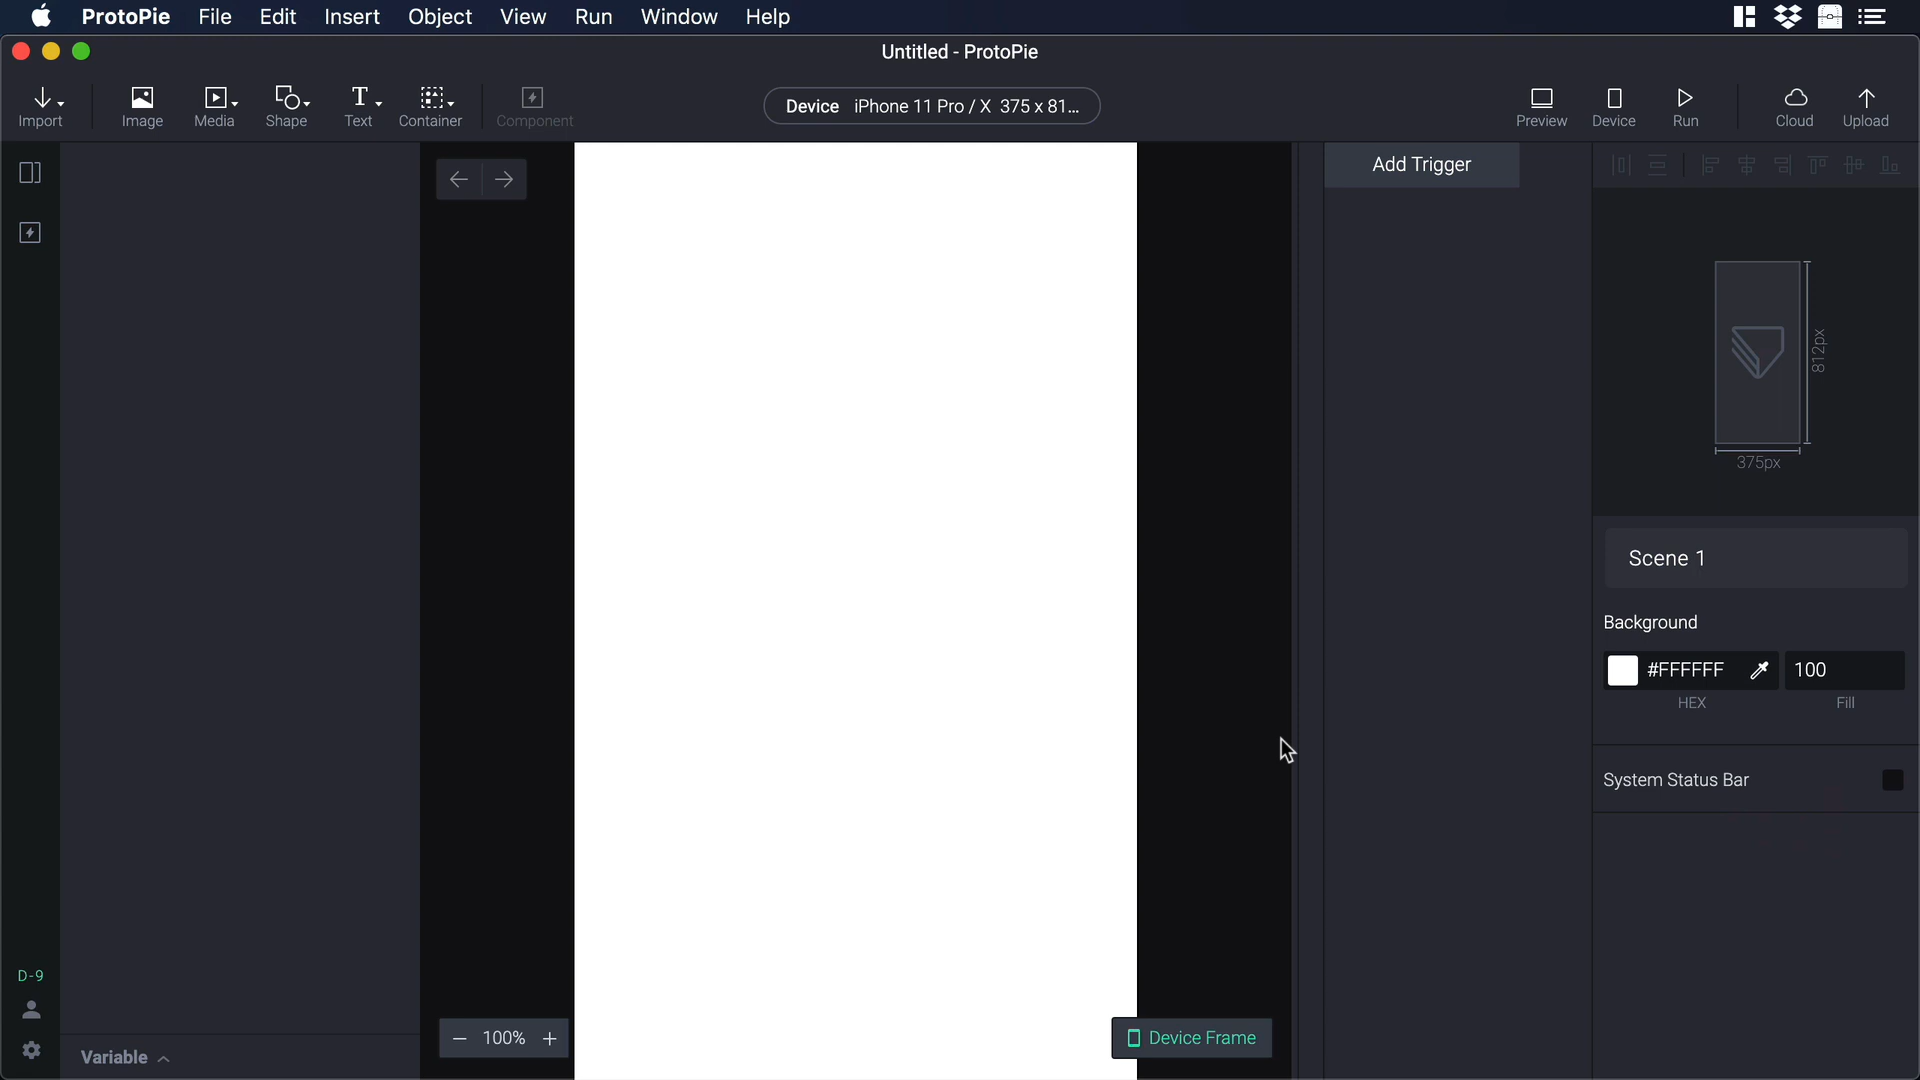 ProtoPie File Edit Insert Object View Run Window Help
Untitled - ProtoPie
Import Image Media Shape Text Container Component
Device iPhone 11 Pro / X 375 x 81...
Preview Device Run Cloud Upload
Add Trigger
812px
375px
Scene 1
Background
#FFFFFF 100
HEX Fill
System Status Bar
D-9
100%
Device Frame
Variable